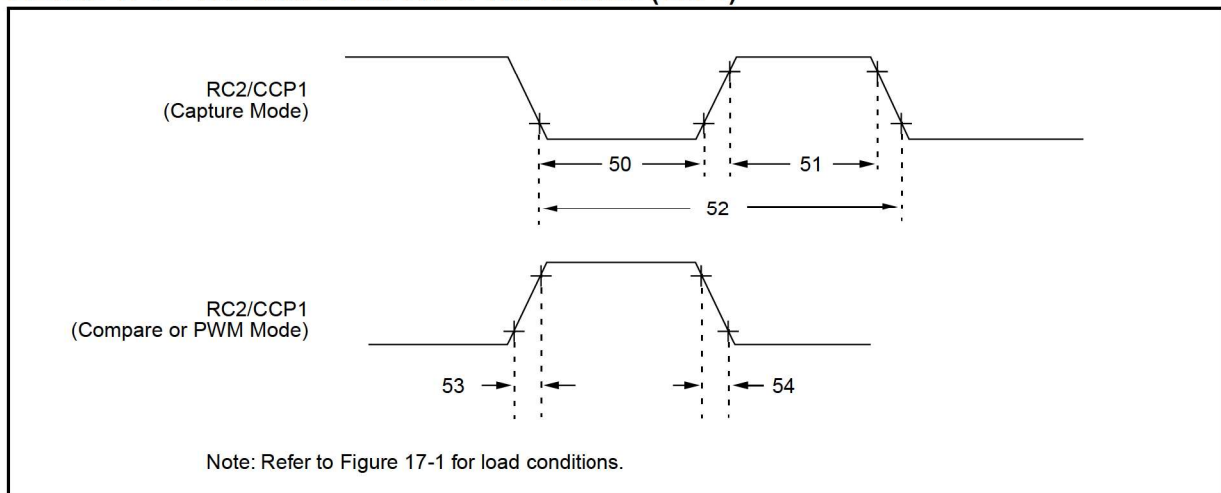 RC2/CCP1
(Capture Mode)
50
51
52
RC2/CCP1
(Compare or PWM Mode)
53
54
Note: Refer to Figure 17-1 for load conditions.